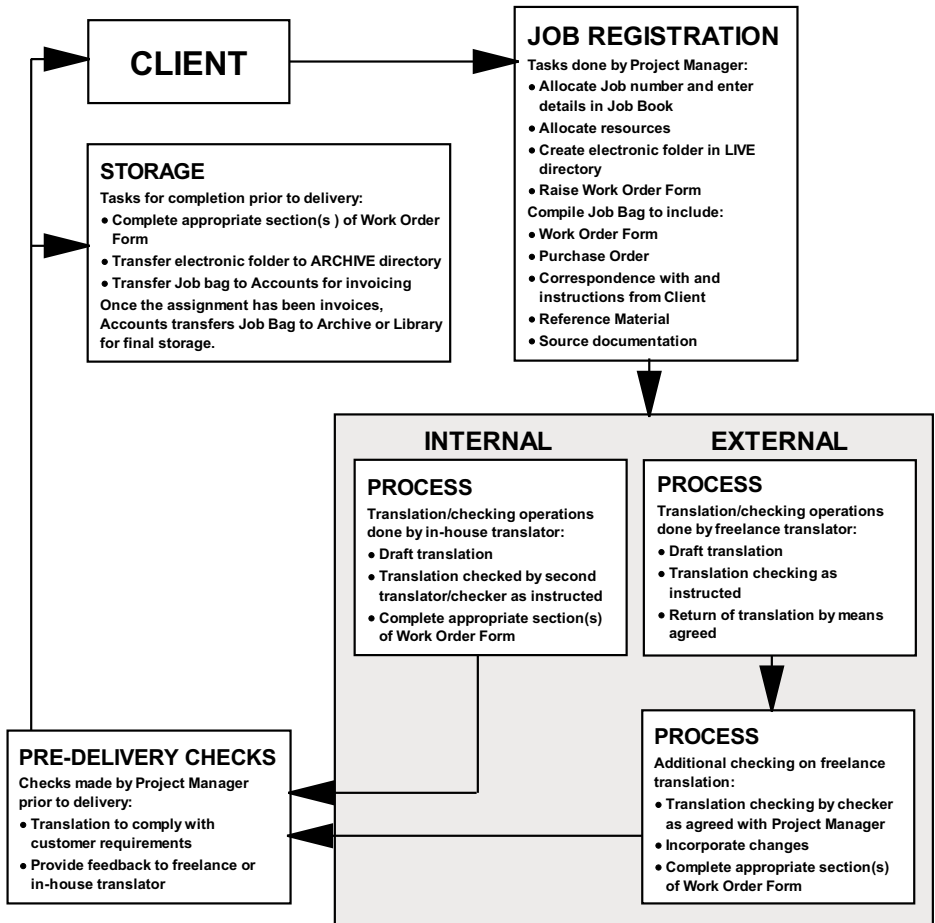 CLIENT
JOB REGISTRATION
Tasks done by Project Manager:
● Allocate Job number and enter
details in Job Book
● Allocate resources
● Create electronic folder in LIVE
directory
● Raise Work Order Form
Compile Job Bag to include:
● Work Order Form
● Purchase Order
● Correspondence with and
instructions from Client
● Reference Material
● Source documentation
STORAGE
Tasks for completion prior to delivery:
● Complete appropriate section(s ) of Work Order
Form
● Transfer electronic folder to ARCHIVE directory
● Transfer Job bag to Accounts for invoicing
Once the assignment has been invoices,
Accounts transfers Job Bag to Archive or Library
for final storage.
INTERNAL
PROCESS
Translation/checking operations
done by in-house translator:
● Draft translation
● Translation checked by second
translator/checker as instructed
● Complete appropriate section(s)
of Work Order Form
EXTERNAL
PROCESS
Translation/checking operations
done by freelance translator:
● Draft translation
● Translation checking as
instructed
● Return of translation by means
agreed
PROCESS
Additional checking on freelance
translation:
● Translation checking by checker
as agreed with Project Manager
● Incorporate changes
● Complete appropriate section(s)
of Work Order Form
PRE-DELIVERY CHECKS
Checks made by Project Manager
prior to delivery:
● Translation to comply with
customer requirements
● Provide feedback to freelance or
in-house translator